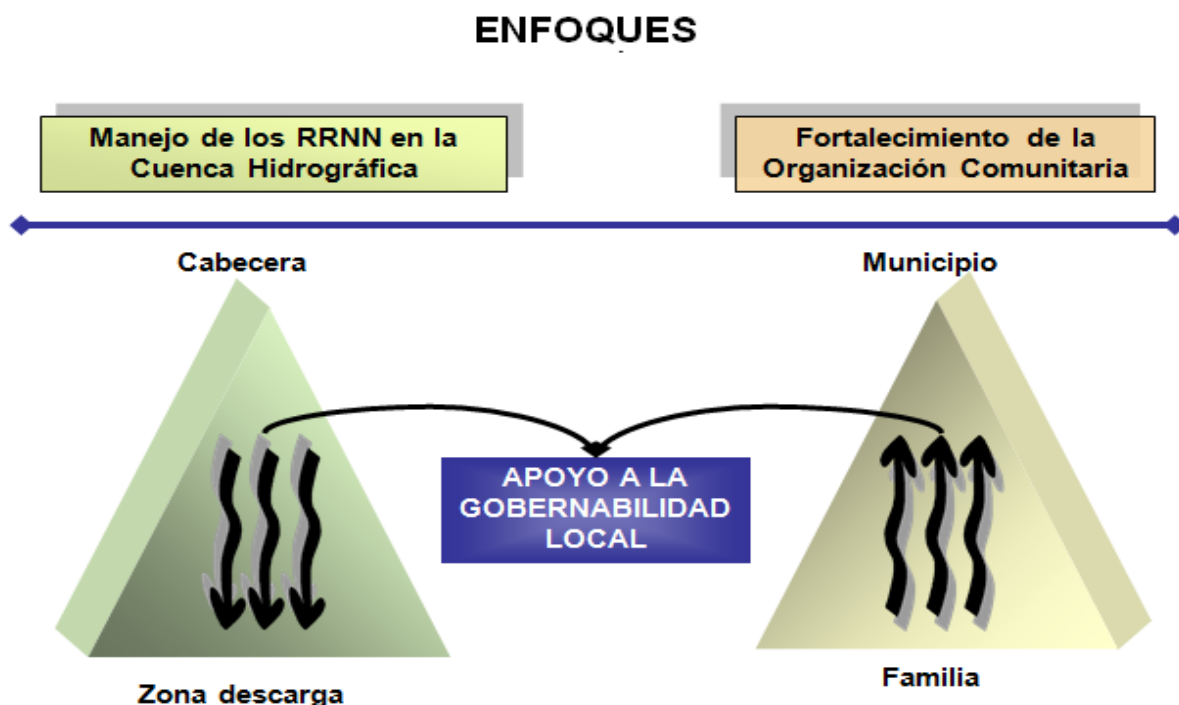 ENFOQUES
Manejo de los RRNN en la
Cuenca Hidrográfica
Fortalecimiento de la
Organización Comunitaria
Cabecera
Municipio
APOYO A LA
GOBERNABILIDAD
LOCAL
Zona descarga
Familia